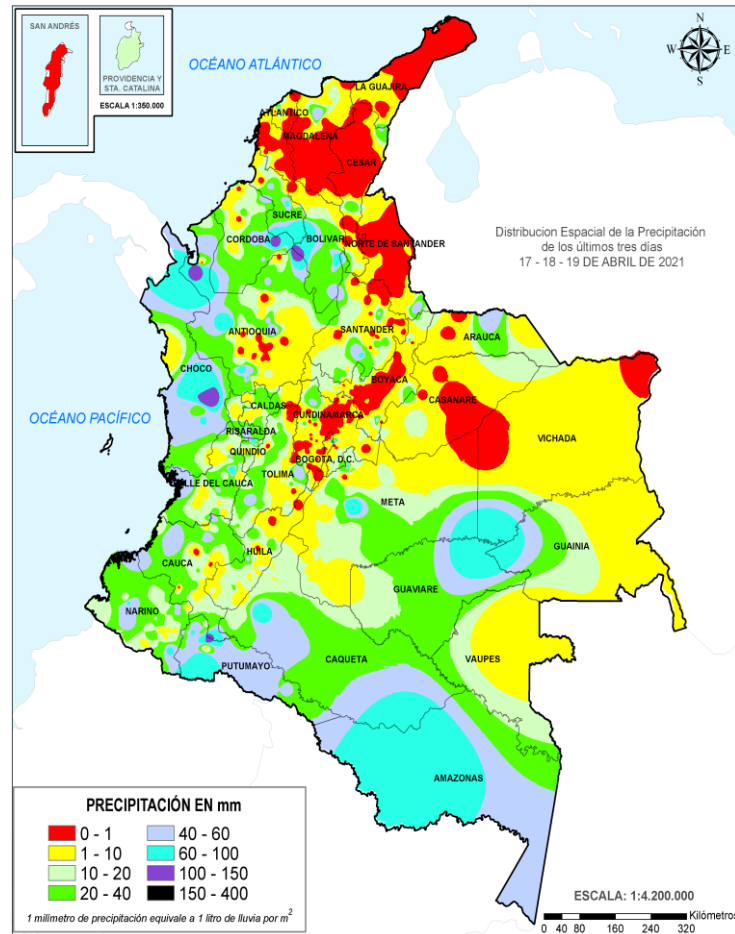 SAN ANDRÉS
PROVIDENCIA Y
STA. CATALINA
ESCALA 1:350.000
OCÉANO ATLÁNTICO
N
W E
S
LA GUAJIRA
ATLANTICO
MAGDALENA
CESAR
SUCRE
CORDOBA
BOLIVAR
NORTE DE SANTANDER
Distribucion Espacial de la Precipitación
de los últimos tres días
17 - 18 - 19 DE ABRIL DE 2021
ANTIOQUIA
SANTANDER
ARAUCA
CHOCO
BOYACA
CASANARE
CALDAS
CUNDINAMARCA
OCÉANO PACÍFICO
RISARALDA
VICHADA
QUINDIO
BOGOTA, D.C.
TOLIMA
VALLE DEL CAUCA
META
GUAINIA
HUILA
CAUCA
GUAVIARE
NARINO
VAUPES
CAQUETA
PUTUMAYO
AMAZONAS
PRECIPITACIÓN EN mm
0 - 1 40 - 60
1 - 10 60 - 100
10 - 20 100 - 150
20 - 40 150 - 400
1 milimetro de precipitación equivale a 1 litro de lluvia por m²
ESCALA: 1:4.200.000
Kilómetros
0 40 80 160 240 320